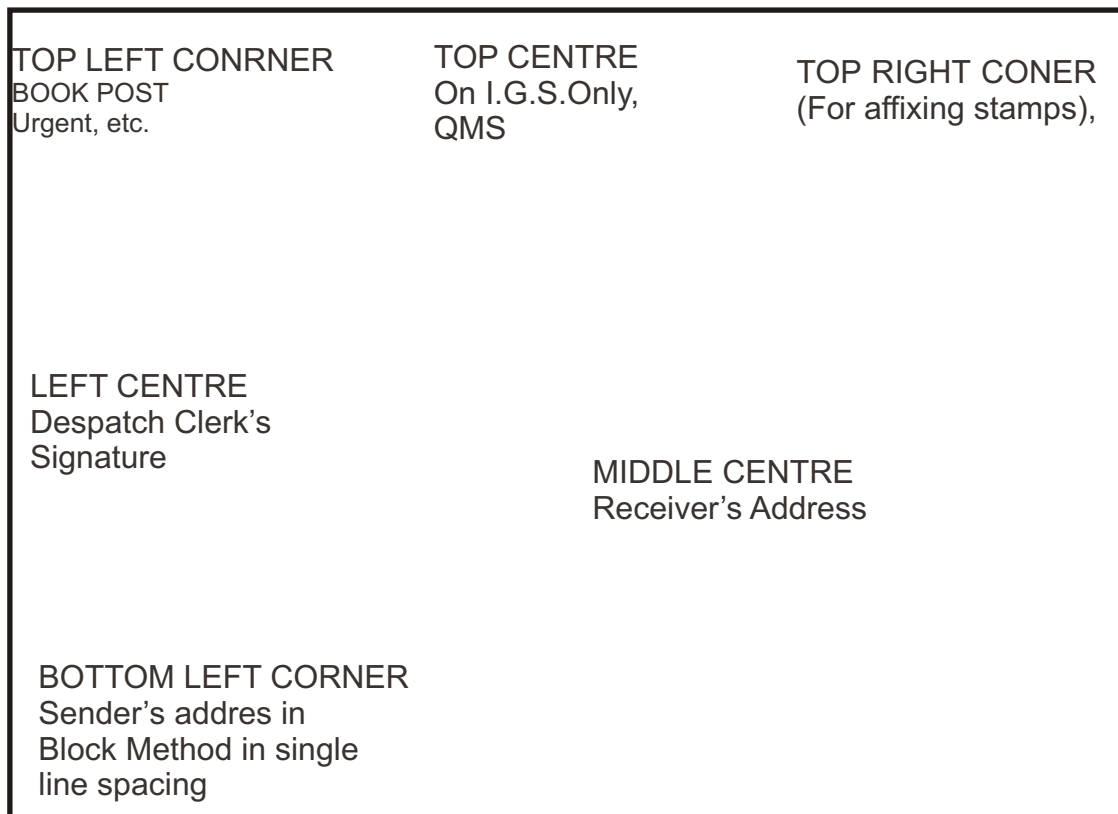 TOP LEFT CONRNER
BOOK POST
Urgent, etc.
TOP CENTRE
On I.G.S.Only,
QMS
TOP RIGHT CONER
(For affixing stamps),
LEFT CENTRE
Despatch Clerk's
Signature
MIDDLE CENTRE
Receiver's Address
BOTTOM LEFT CORNER
Sender's addres in
Block Method in single
line spacing